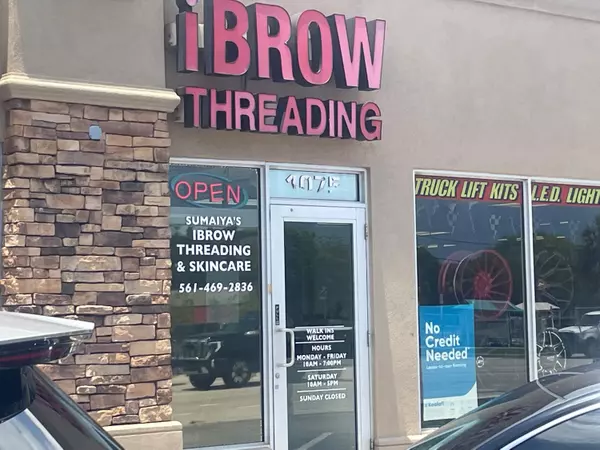 iBROW
THREADING
OPEN
SUMAIYA'S
IBROW
THREADING
& SKINCARE
561-469-2836
WALK INS
WELCOME
HOURS
MONDAY - FRIDAY
10AM - 7:00PM
SATURDAY
10AM - 5PM
SUNDAY CLOSED
TRUCK LIFT KITS L.E.D. LIGHT
No
Credit
Needed